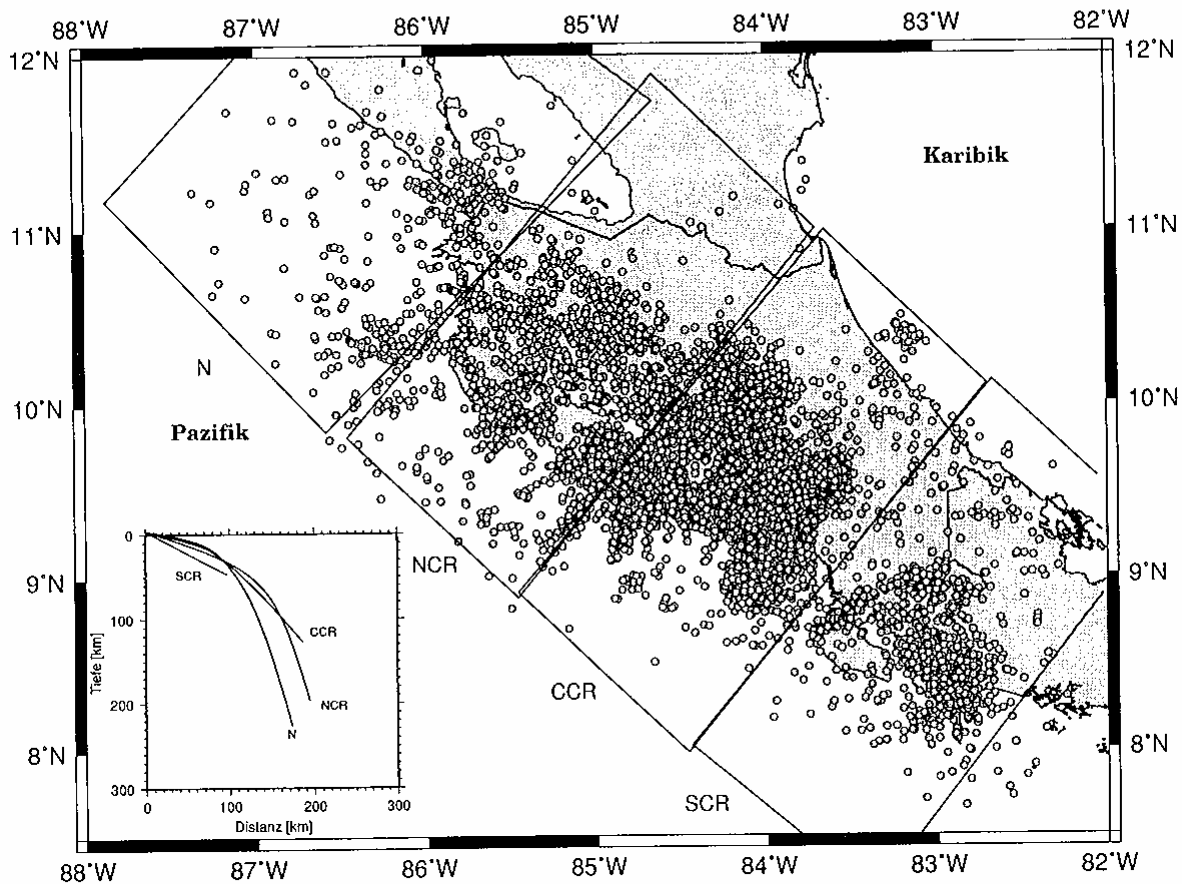 88˚W 87˚W 86˚W 85˚W 84˚W 83˚W 82˚W
12˚N 12˚N
Karibik
11˚N 11˚N
N
10˚N 10˚N
Pazifik
0
SCR
NCR
9˚N 9˚N
100
CCR
Tiefe [km]
CCR
200
NCR
N
8˚N 8˚N
300
SCR
0 100 200 300
Distanz [km]
88˚W 87˚W 86˚W 85˚W 84˚W 83˚W 82˚W